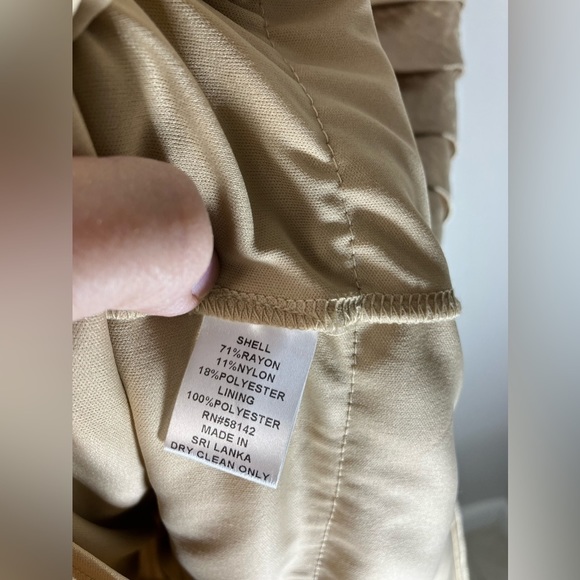 SHELL
71%RAYON
11%NYLON
18%POLYESTER
LINING
100%POLYESTER
RN#58142
MADE IN
SRI LANKA
DRY CLEAN ONLY